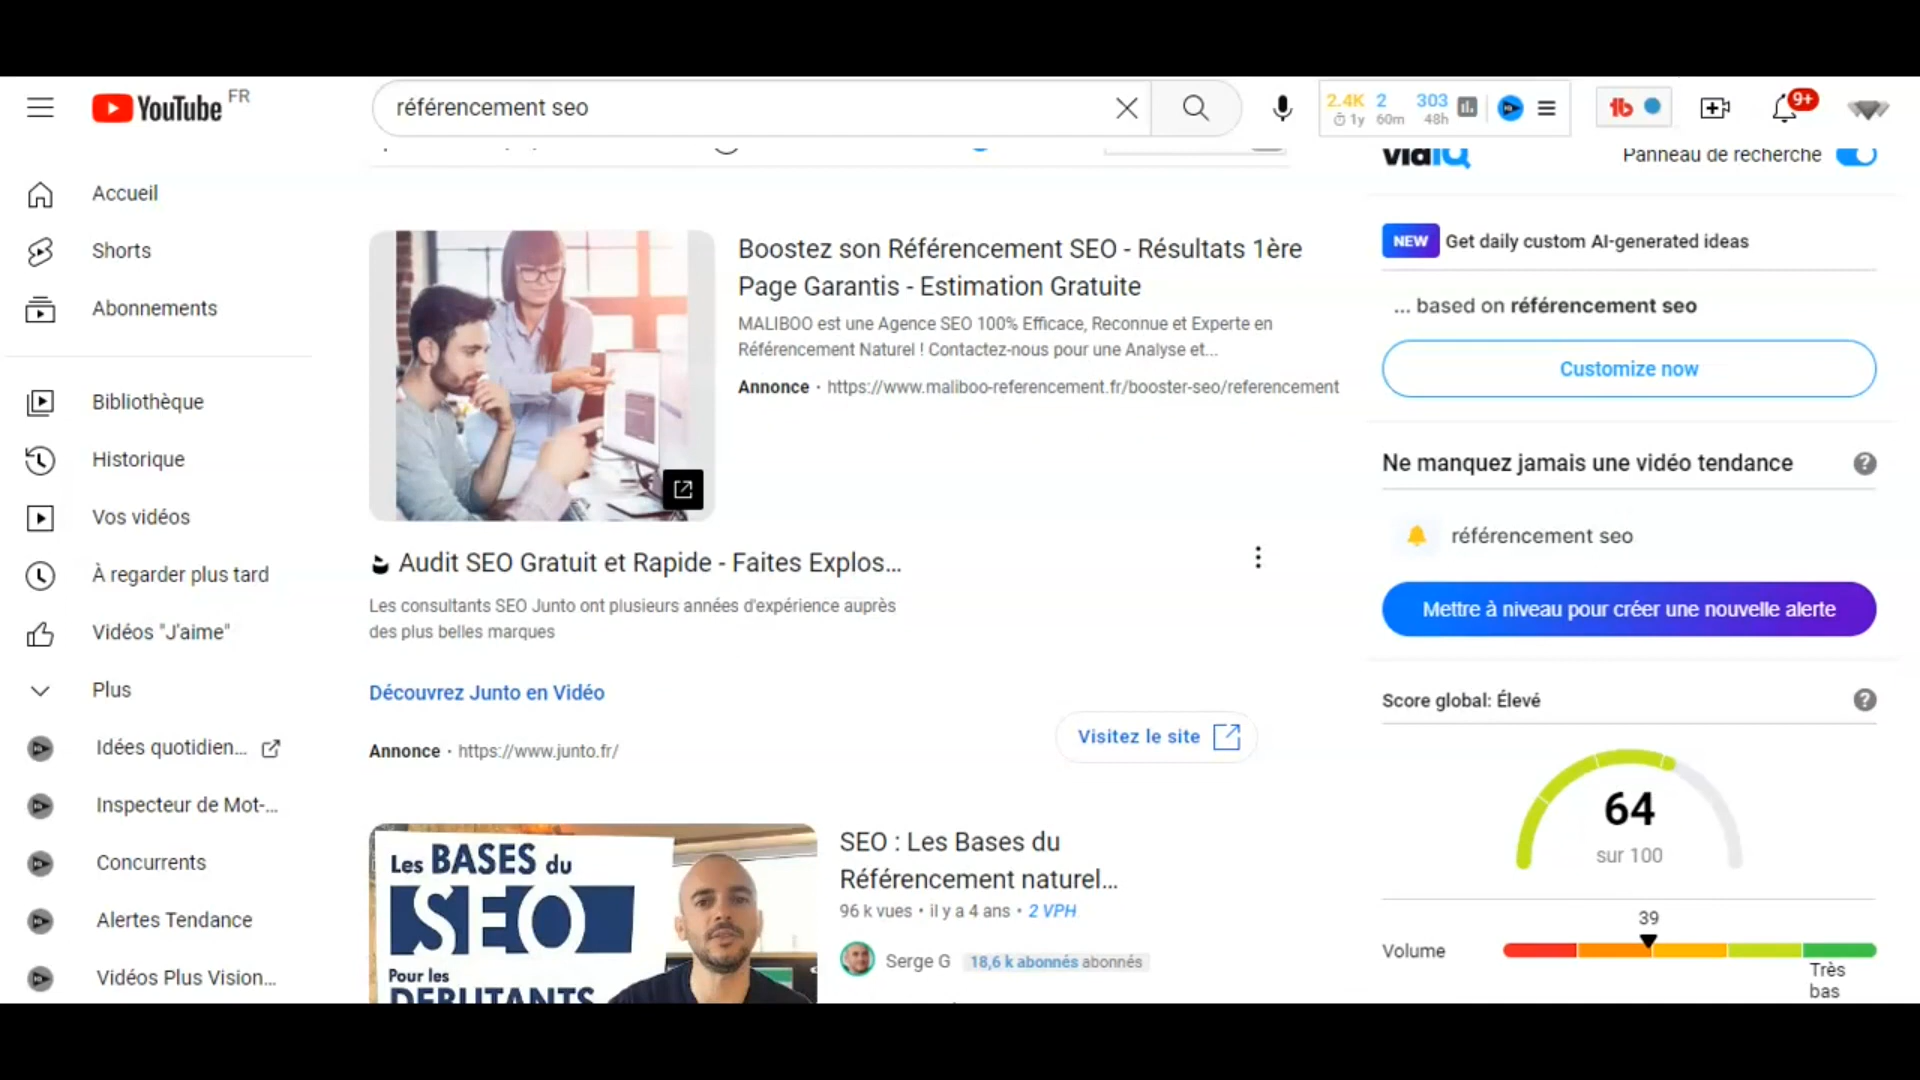 YouTube FR
référencement seo
2.4K 2 303
1y 60m 48h
9+
vidIQ
Panneau de recherche
Accueil
Shorts
Abonnements
Bibliothèque
Historique
Vos vidéos
À regarder plus tard
Vidéos "J'aime"
Plus
Idées quotidien...
Inspecteur de Mot-...
Concurrents
Alertes Tendance
Vidéos Plus Vision...
Boostez son Référencement SEO - Résultats 1ère
Page Garantis - Estimation Gratuite
MALIBOO est une Agence SEO 100% Efficace, Reconnue et Experte en
Référencement Naturel ! Contactez-nous pour une Analyse et...
Annonce · https://www.maliboo-referencement.fr/booster-seo/referencement
Audit SEO Gratuit et Rapide - Faites Explos...
Les consultants SEO Junto ont plusieurs années d'expérience auprès
des plus belles marques
Découvrez Junto en Vidéo
Annonce · https://www.junto.fr/
Visitez le site
Les BASES du
SEO
Pour les
DEBUTANTS
SEO : Les Bases du
Référencement naturel...
96 k vues • il y a 4 ans • 2 VPH
Serge G 18,6 k abonnés abonnés
NEW Get daily custom AI-generated ideas
... based on référencement seo
Customize now
Ne manquez jamais une vidéo tendance
référencement seo
Mettre à niveau pour créer une nouvelle alerte
Score global: Élevé
64
sur 100
39
Volume
Très
bas